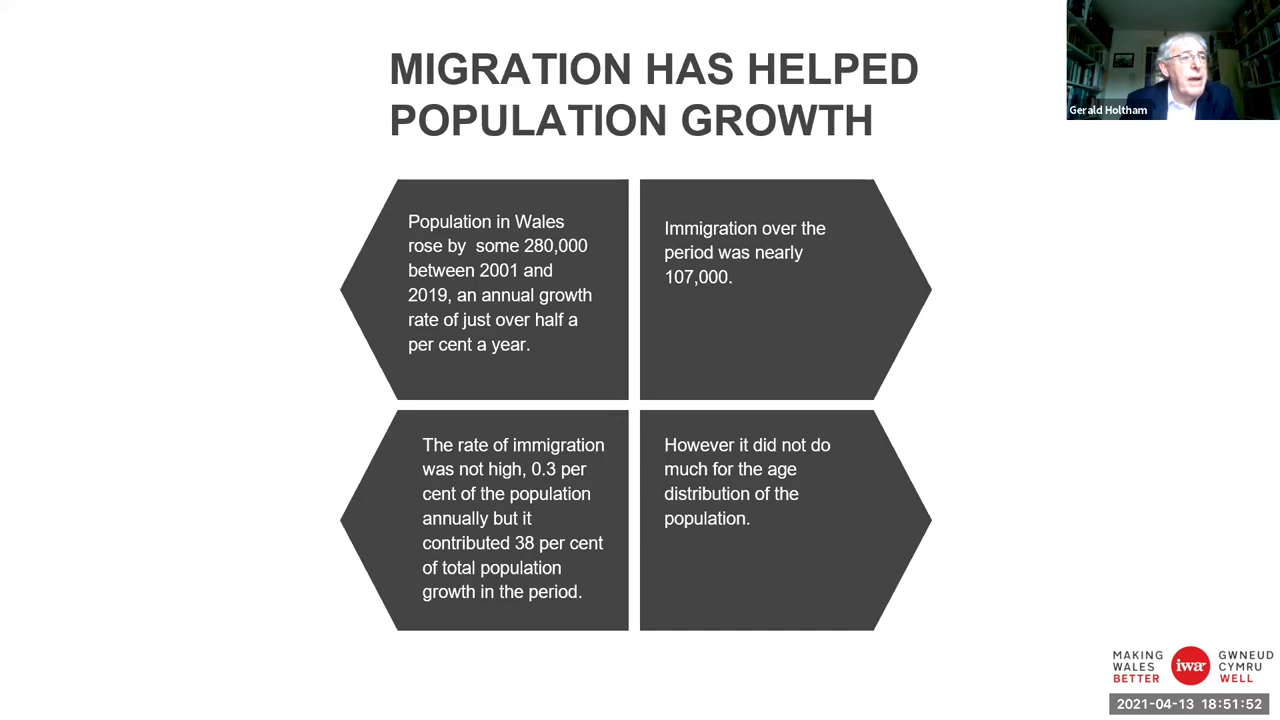 MIGRATION HAS HELPED
POPULATION GROWTH
Gerald Holtham
Population in Wales
rose by some 280,000
between 2001 and
2019, an annual growth
rate of just over half a
per cent a year.
Immigration over the
period was nearly
107,000.
The rate of immigration
was not high, 0.3 per
cent of the population
annually but it
contributed 38 per cent
of total population
growth in the period.
However it did not do
much for the age
distribution of the
population.
MAKING
WALES
BETTER
iwa
GWNEUD
CYMRU
WELL
2021-04-13 18:51:52